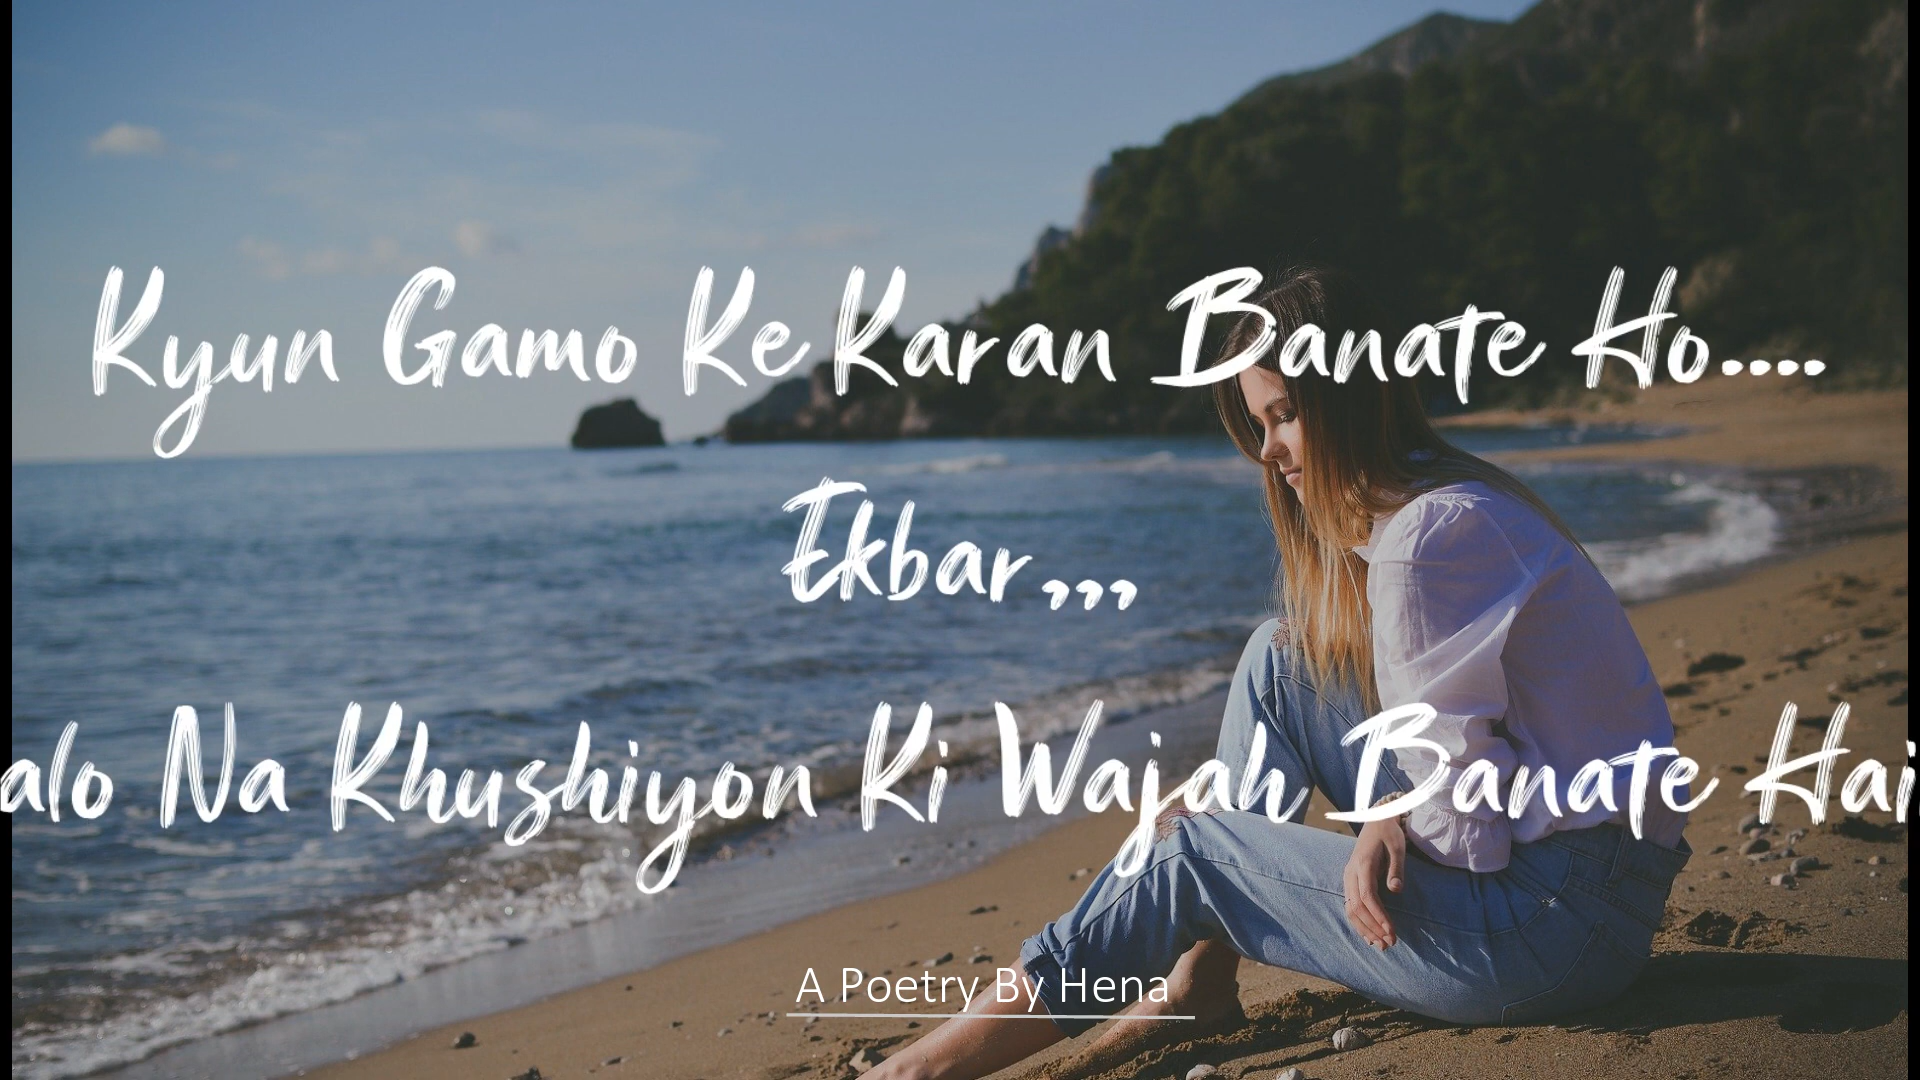 Kyun Gamo Ke Karan Banate Ho....
Ekbar,,,
alo Na Khushiyon Ki Wajah Banate Hai
A Poetry By Hena